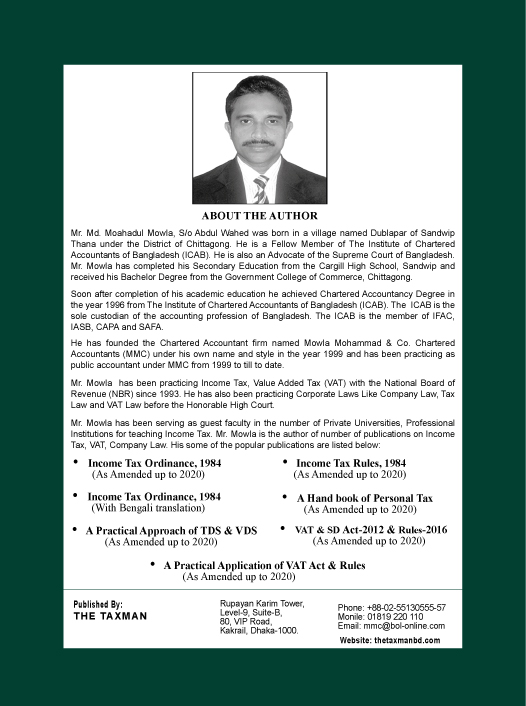 ABOUT THE AUTHOR
Mr. Md. Moahadul Mowla, S/o Abdul Wahed was born in a village named Dublapar of Sandwip
Thana under the District of Chittagong. He is a Fellow Member of The Institute of Chartered
Accountants of Bangladesh (ICAB). He is also an Advocate of the Supreme Court of Bangladesh.
Mr. Mowla has completed his Secondary Education from the Cargill High School, Sandwip and
received his Bachelor Degree from the Government College of Commerce, Chittagong.
Soon after completion of his academic education he achieved Chartered Accountancy Degree in
the year 1996 from The Institute of Chartered Accountants of Bangladesh (ICAB). The ICAB is the
sole custodian of the accounting profession of Bangladesh. The ICAB is the member of IFAC,
IASB, CAPA and SAFA.
He has founded the Chartered Accountant firm named Mowla Mohammad & Co. Chartered
Accountants (MMC) under his own name and style in the year 1999 and has been practicing as
public accountant under MMC from 1999 to till to date.
Mr. Mowla has been practicing Income Tax, Value Added Tax (VAT) with the National Board of
Revenue (NBR) since 1993. He has also been practicing Corporate Laws Like Company Law, Tax
Law and VAT Law before the Honorable High Court.
Mr. Mowla has been serving as guest faculty in the number of Private Universities, Professional
Institutions for teaching Income Tax. Mr. Mowla is the author of number of publications on Income
Tax, VAT, Company Law. His some of the popular publications are listed below:
• Income Tax Ordinance, 1984
(As Amended up to 2020)
• Income Tax Rules, 1984
(As Amended up to 2020)
• Income Tax Ordinance, 1984
(With Bengali translation)
• A Hand book of Personal Tax
(As Amended up to 2020)
• A Practical Approach of TDS & VDS
(As Amended up to 2020)
• VAT & SD Act-2012 & Rules-2016
(As Amended up to 2020)
• A Practical Application of VAT Act & Rules
(As Amended up to 2020)
Published By:
THE TAXMAN
Rupayan Karim Tower,
Level-9, Suite-B,
80, VIP Road,
Kakrail, Dhaka-1000.
Phone: +88-02-55130555-57
Monile: 01819 220 110
Email: mmc@bol-online.com
Website: thetaxmanbd.com